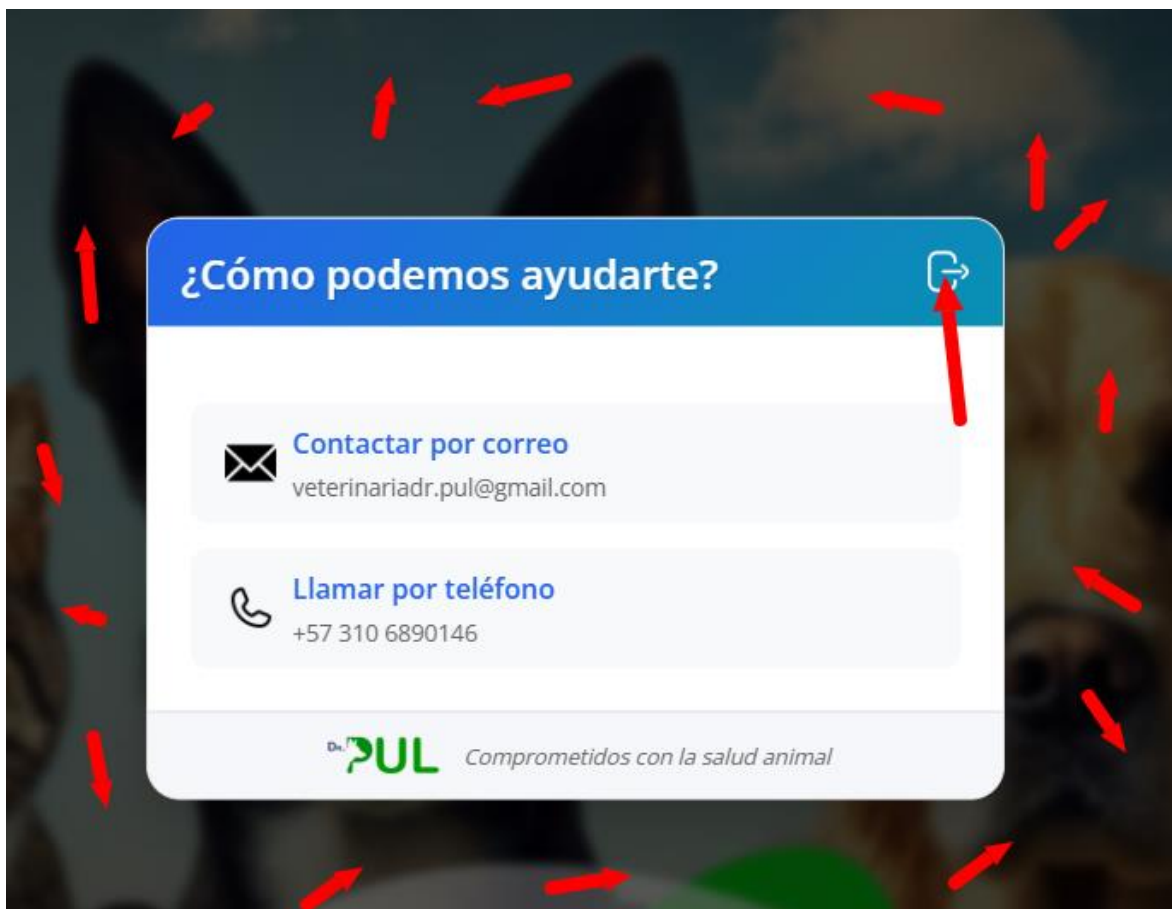 ¿Cómo podemos ayudarte?
Contactar por correo
veterinariadr.pul@gmail.com
Llamar por teléfono
+57 310 6890146
Dr. PUL Comprometidos con la salud animal